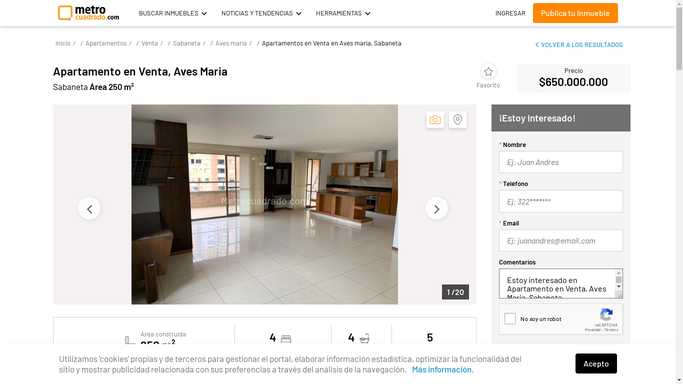 metro
cuadrado.com
BUSCAR INMUEBLES
NOTICIAS Y TENDENCIAS
HERRAMIENTAS
INGRESAR
Publica tu Inmueble
Inicio / Apartamentos / Venta / Sabaneta / Aves maria / Apartamentos en Venta en Aves maria, Sabaneta
VOLVER A LOS RESULTADOS
Apartamento en Venta, Aves Maria
Sabaneta Área 250 m²
Favorito
Precio
$650.000.000
Metrocuadrado.com
1 / 20
¡Estoy Interesado!
* Nombre
Ej: Juan Andres
* Telefono
Ej: 322*******
* Email
Ej: juanandres@email.com
Comentarios
Estoy interesado en
Apartamento en Venta, Aves
Maria, Sabaneta
No soy un robot
reCAPTCHA
Privacidad - Términos
Área construida
250 m²
4
4
5
Utilizamos 'cookies' propias y de terceros para gestionar el portal, elaborar información estadística, optimizar la funcionalidad del
sitio y mostrar publicidad relacionada con sus preferencias a través del análisis de la navegación. Más información.
Acepto